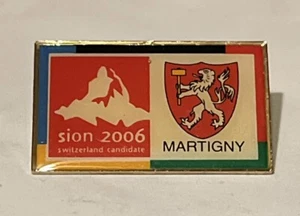 sion 2006
switzerland candidate
MARTIGNY